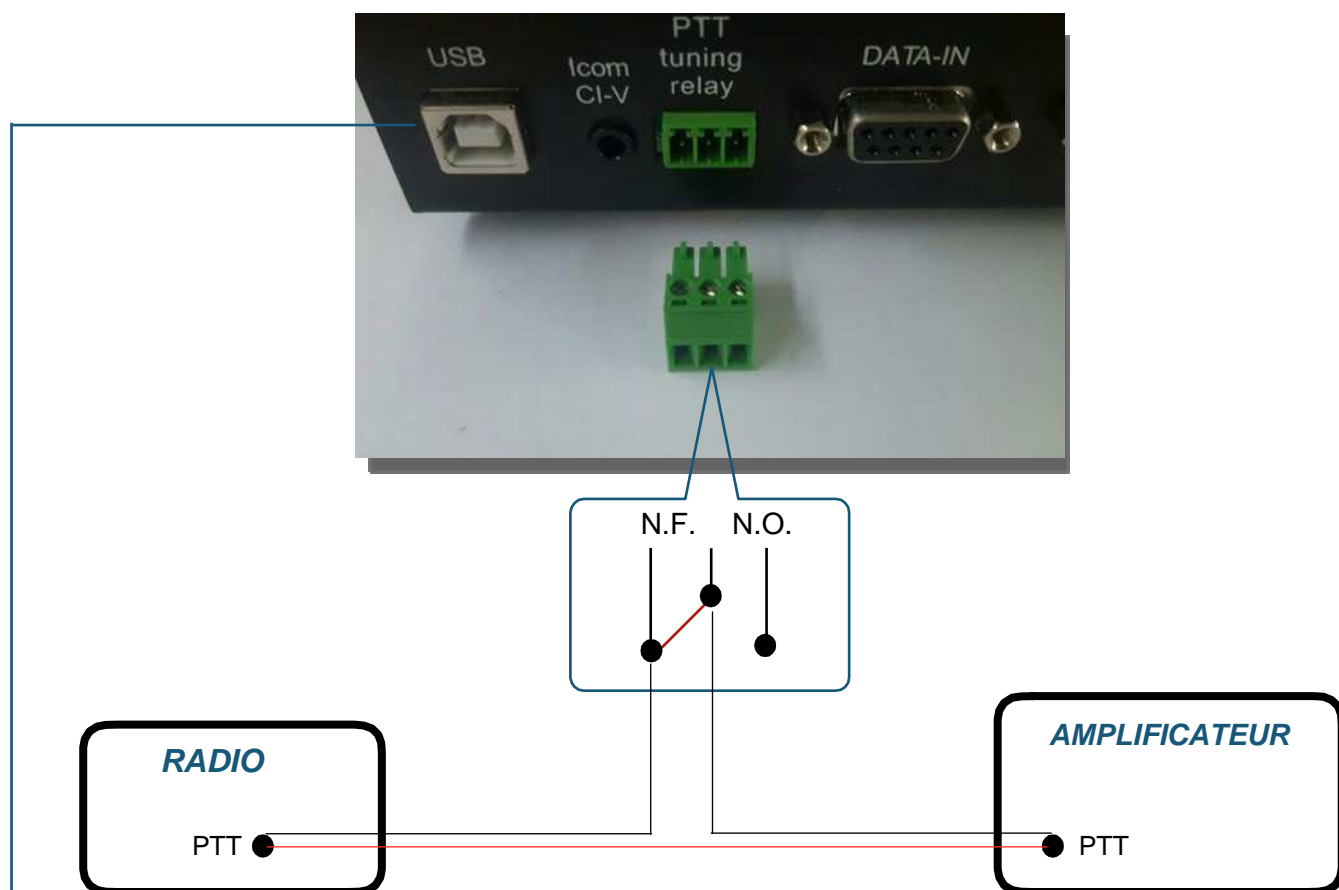 USB
Icom
CI-V
PTT
tuning
relay
DATA-IN
N.F. N.O.
RADIO
AMPLIFICATEUR
PTT
PTT